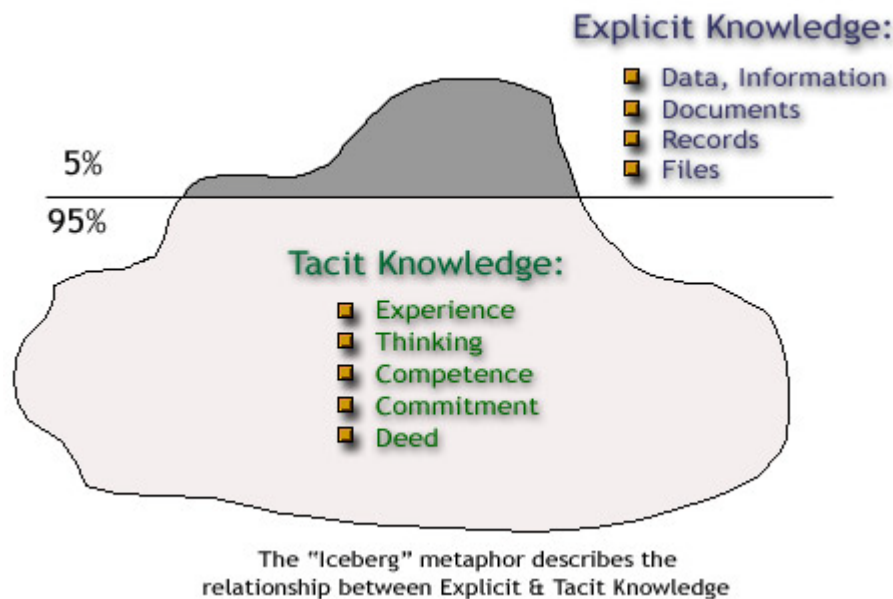 Explicit Knowledge:
Data, Information
Documents
Records
Files
5%
95%
Tacit Knowledge:
Experience
Thinking
Competence
Commitment
Deed
The “Iceberg” metaphor describes the
relationship between Explicit & Tacit Knowledge